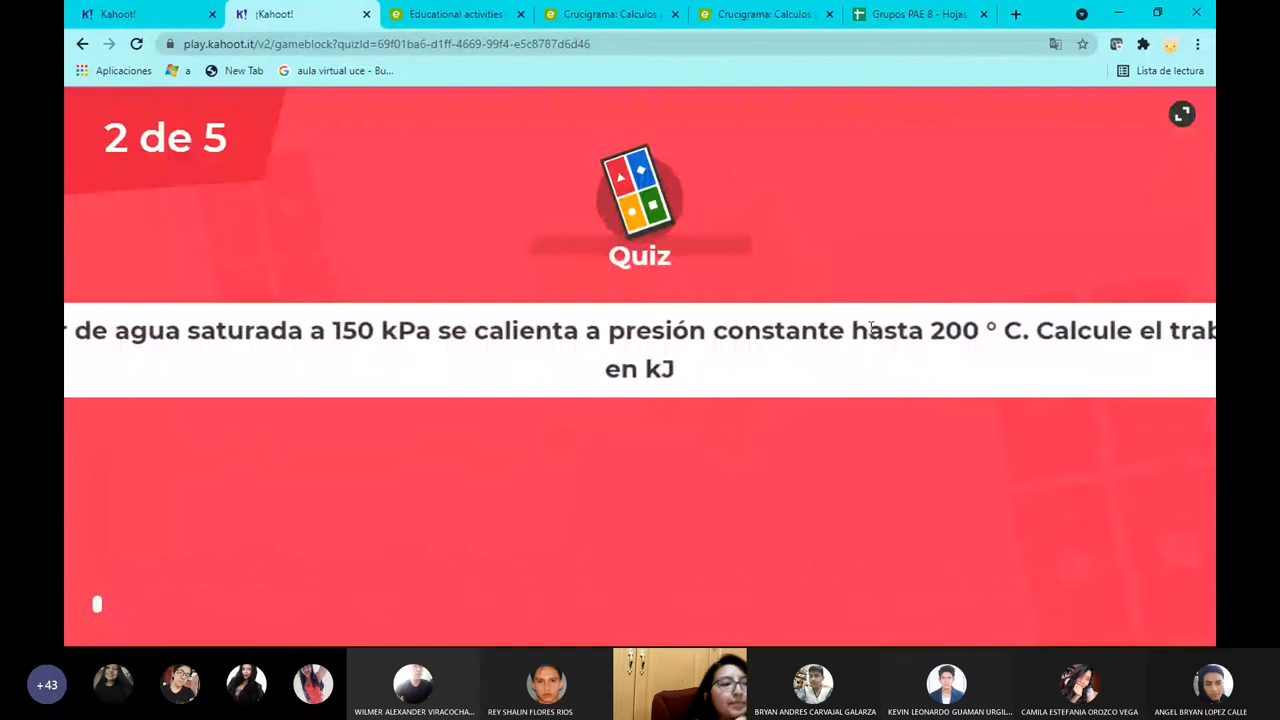 Kahoot!
¡Kahoot!
Educational activities
Crucigrama: Calculos
Crucigrama: Calculos
Grupos PAE 8 - Hojas
play.kahoot.it/v2/gameblock?quizId=69f01ba6-d1ff-4669-99f4-e5c8787d6d46
Aplicaciones
a
New Tab
aula virtual uce - Bu...
Lista de lectura
2 de 5
Quiz
de agua saturada a 150 kPa se calienta a presión constante hasta 200 ° C. Calcule el trab
en kJ
+43
WILMER ALEXANDER VIRACOCHA...
REY SHALIN FLORES RIOS
BRYAN ANDRES CARVAJAL GALARZA
KEVIN LEONARDO GUAMAN URGIL...
CAMILA ESTEFANIA OROZCO VEGA
ANGEL BRYAN LOPEZ CALLE